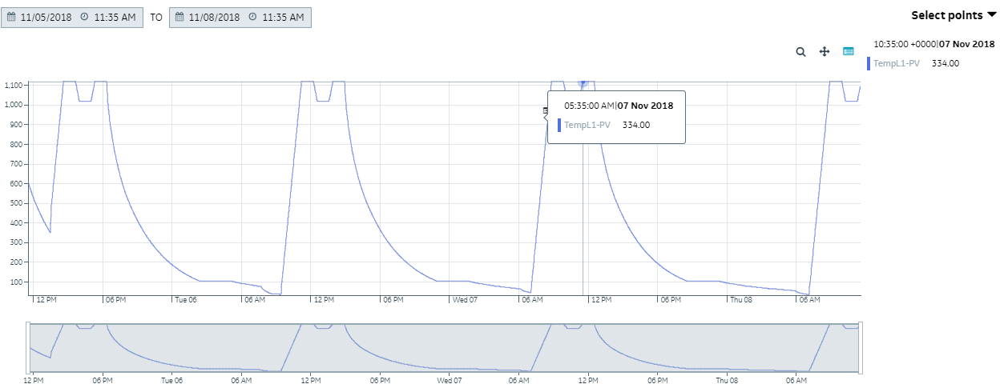 11/05/2018 11:35 AM TO 11/08/2018 11:35 AM
Select points
10:35:00 +0000|07 Nov 2018
TempL1-PV 334.00
1,100
1,000
900
800
700
600
500
400
300
200
100
05:35:00 AM|07 Nov 2018
TempL1-PV 334.00
12 PM 06 PM Tue 06 06 AM 12 PM 06 PM Wed 07 06 AM 12 PM 06 PM Thu 08 06 AM
12 PM 06 PM Tue 06 06 AM 12 PM 06 PM Wed 07 06 AM 12 PM 06 PM Thu 08 06 AM